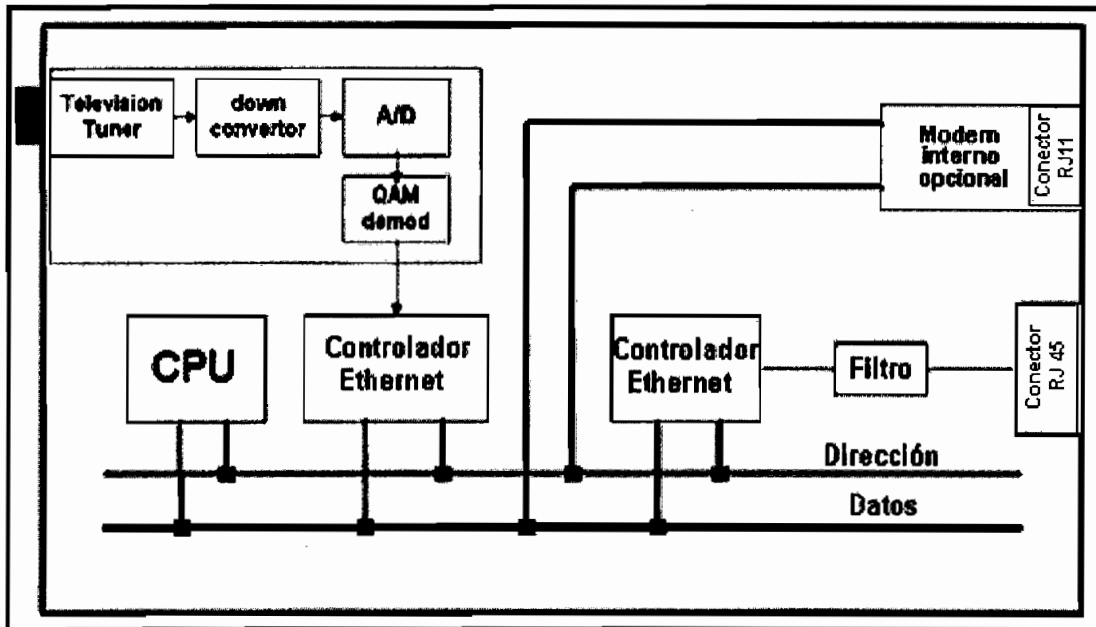 Television
Tuner
down
convertor
A/D
QAM
demod
Modem
interno
opcional
Conector
RJ11
CPU
Controlador
Ethernet
Controlador
Ethernet
Filtro
Conector
RJ 45
Dirección
Datos